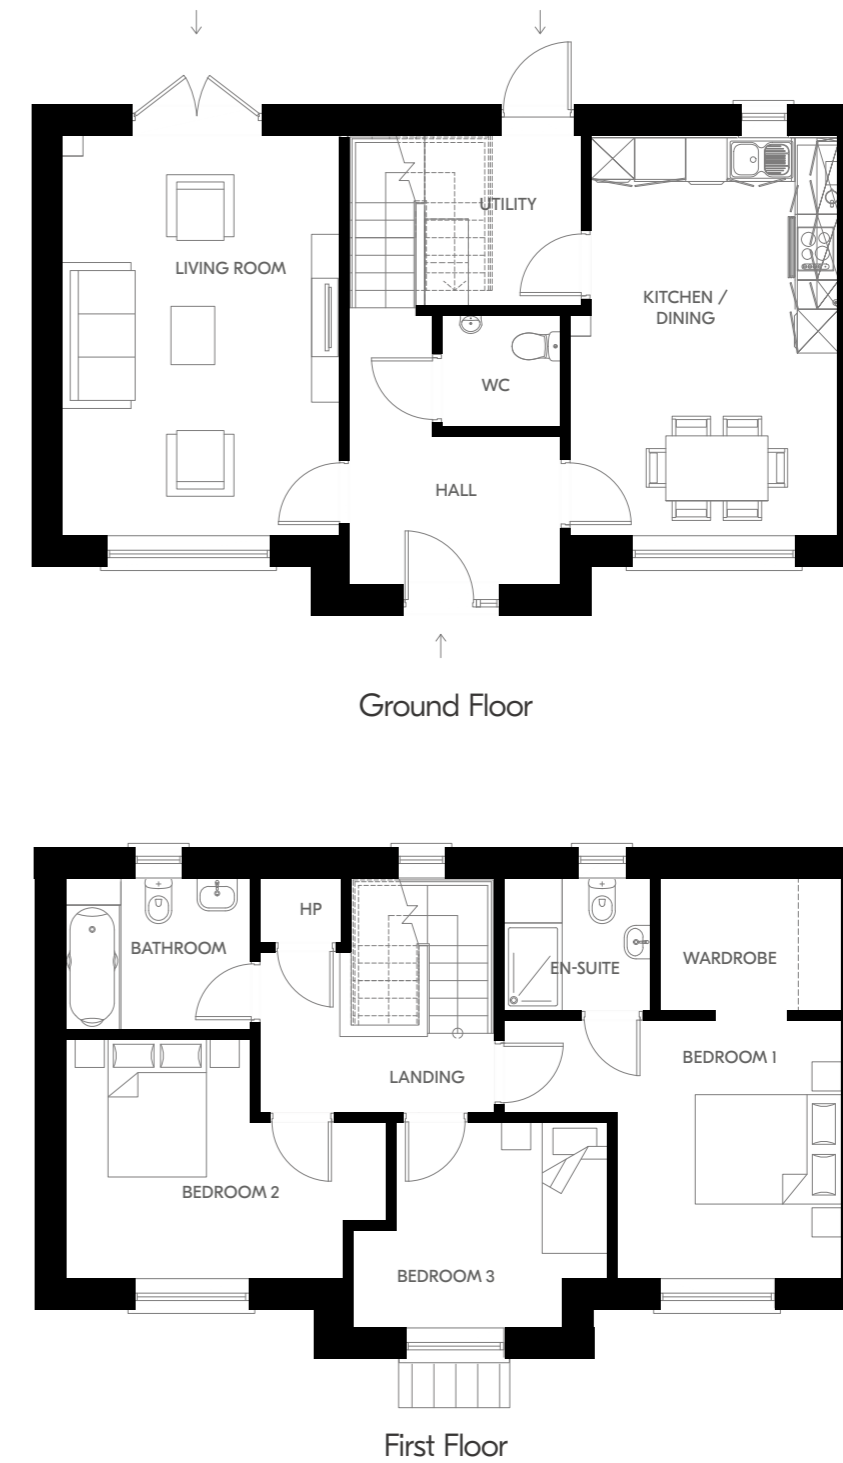 UTILITY
LIVING ROOM
KITCHEN /
DINING
WC
HALL
Ground Floor
HP
BATHROOM
EN-SUITE
WARDROBE
BEDROOM 1
LANDING
BEDROOM 2
BEDROOM 3
First Floor